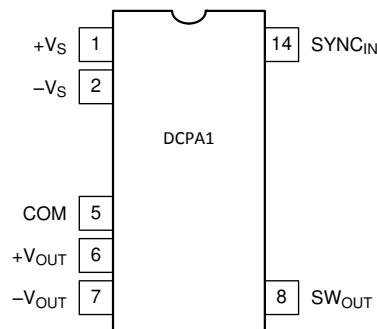 +VS 1 14 SYNCIN
–VS 2
DCPA1
COM 5
+VOUT 6
–VOUT 7 8 SWOUT